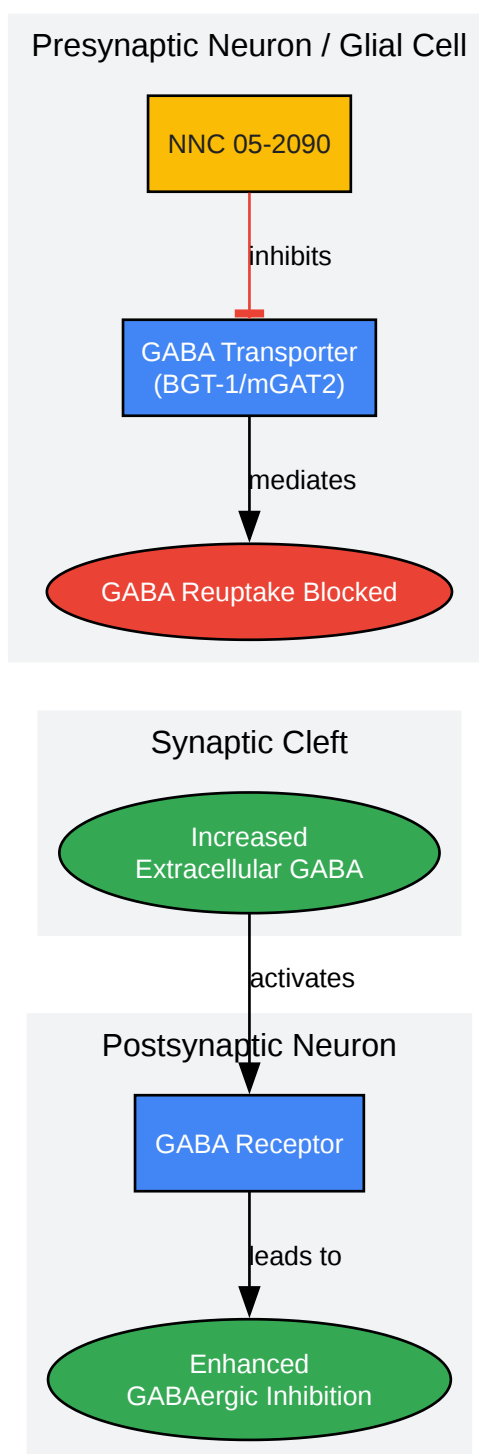 Presynaptic Neuron / Glial Cell
NNC 05-2090
inhibits
GABA Transporter
(BGT-1/mGAT2)
mediates
GABA Reuptake Blocked
Synaptic Cleft
Increased
Extracellular GABA
activates
Postsynaptic Neuron
GABA Receptor
leads to
Enhanced
GABAergic Inhibition